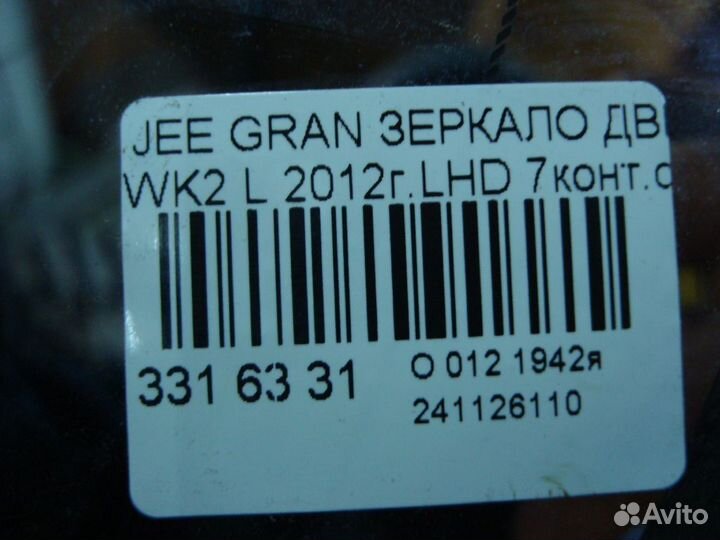 JEE GRAN ЗЕРКАЛО ДВ
WK2 L 2012г.LHD 7конт.с
331 63 31
О 012 1942я
241126110
Avito